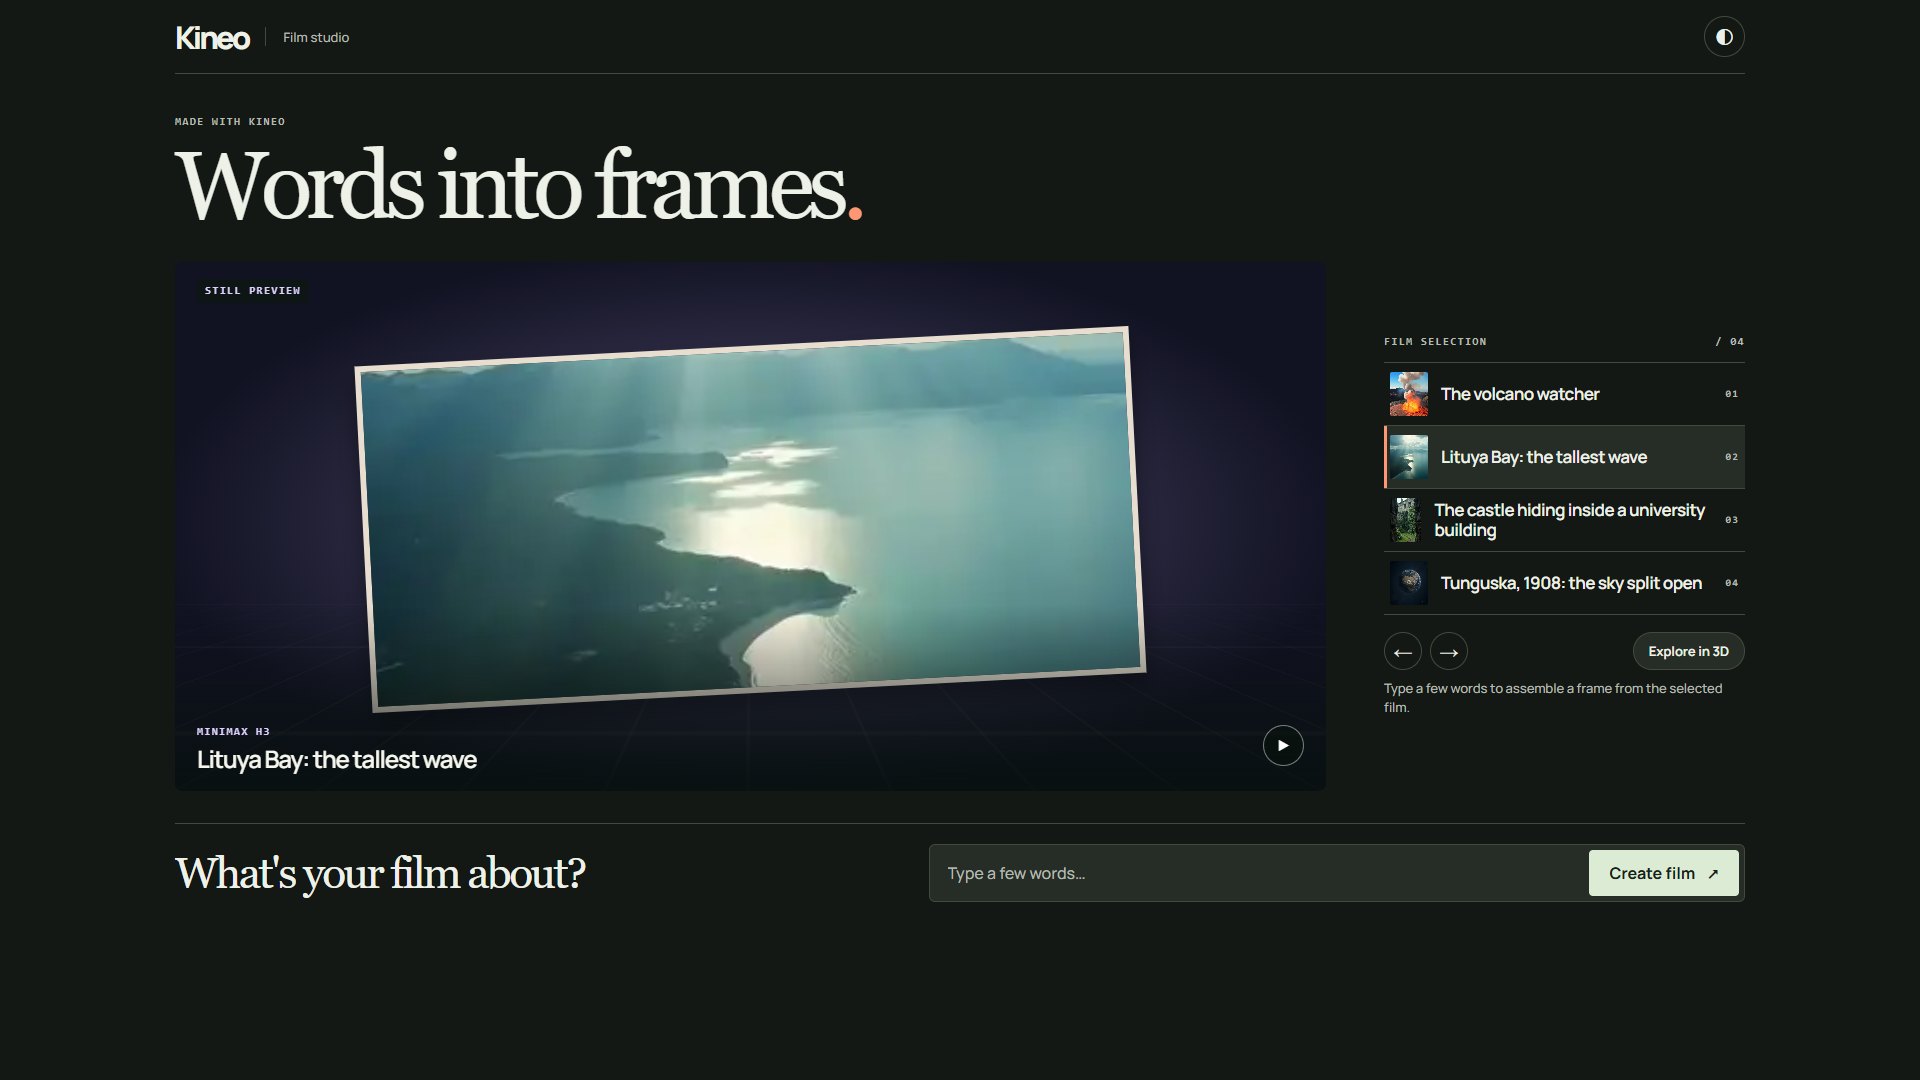 Kineo
Film studio
MADE WITH KINEO
Words into frames.
STILL PREVIEW
MINIMAX H3
Lituya Bay: the tallest wave
FILM SELECTION
/ 04
The volcano watcher
01
Lituya Bay: the tallest wave
02
The castle hiding inside a university
building
03
Tunguska, 1908: the sky split open
04
← →
Explore in 3D
Type a few words to assemble a frame from the selected
film.
What's your film about?
Type a few words…
Create film ↗